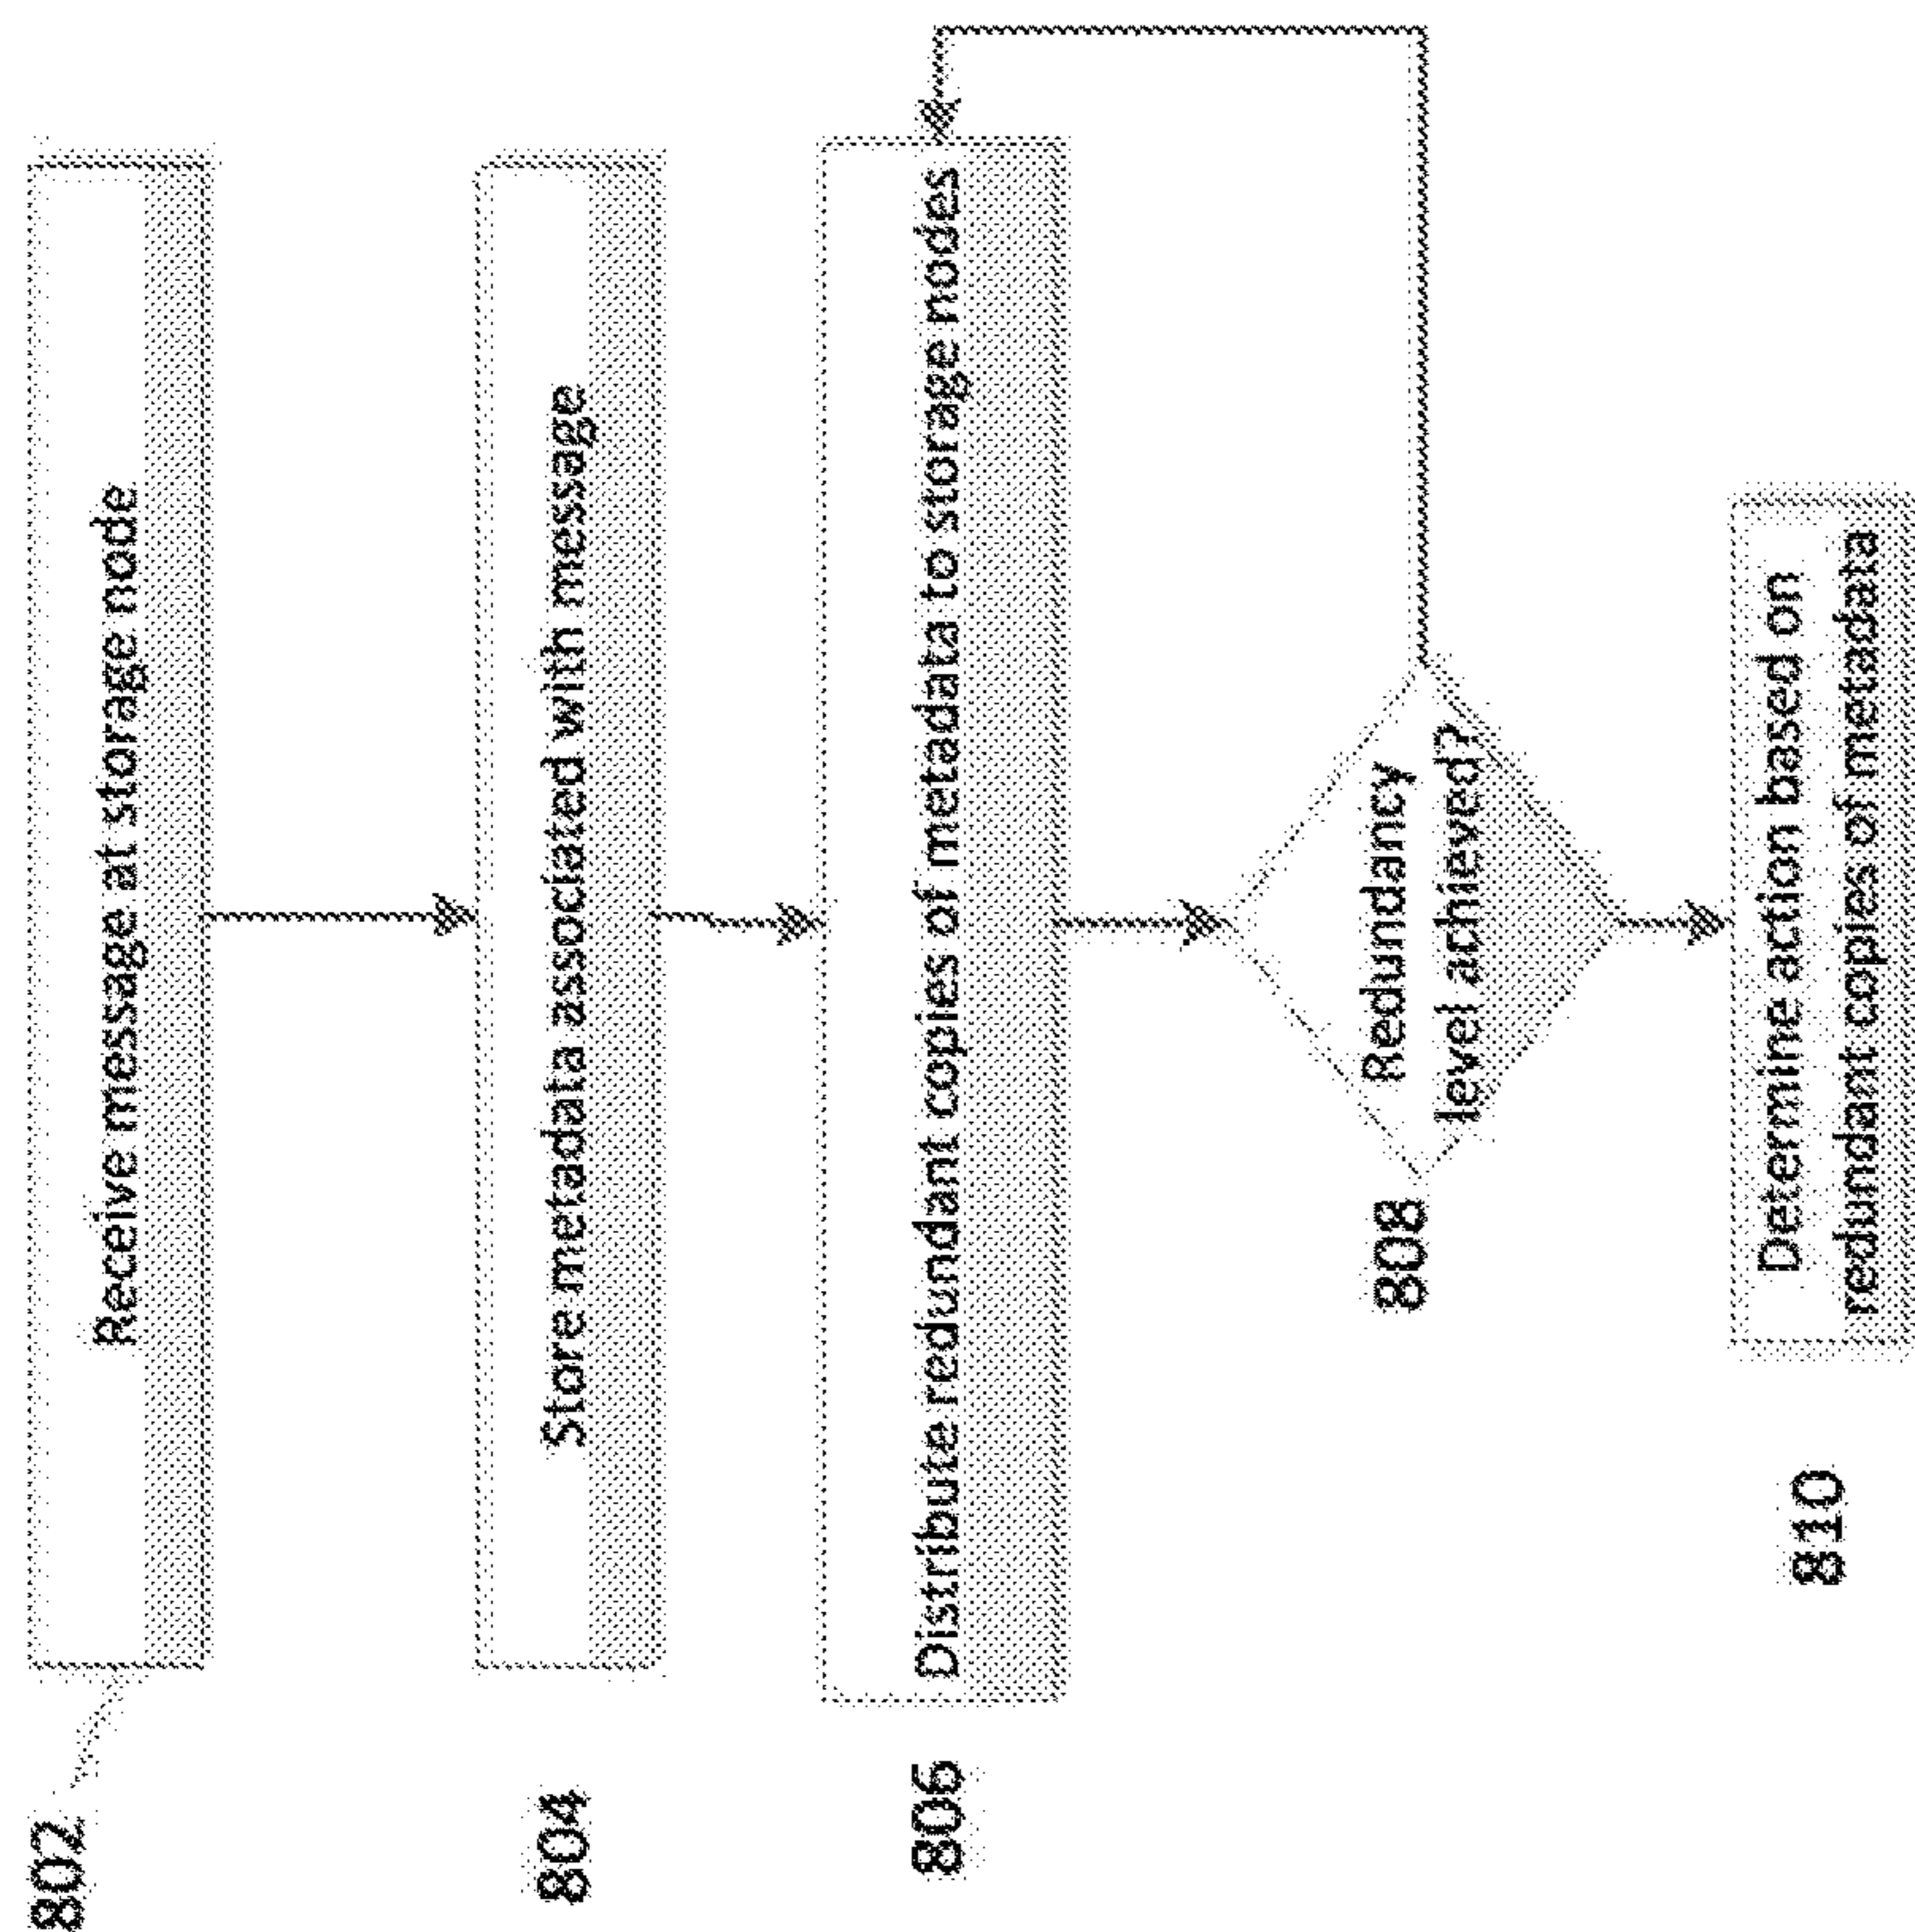 802
Receive message at storage node
804
Store metadata associated with message
806
Distribute redundant copies of metadata to storage nodes
808
Redundancy
level achieved?
810
Determine action based on
redundant copies of metadata